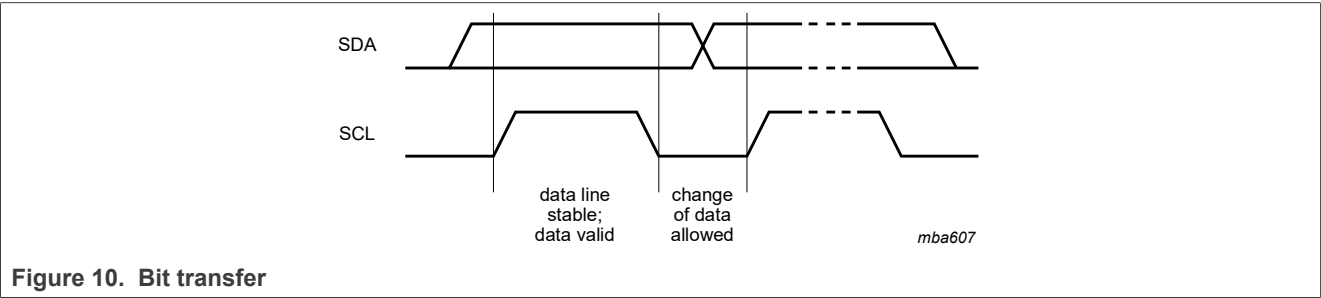 SDA
SCL
data line
stable;
data valid
change
of data
allowed
mba607
Figure 10. Bit transfer